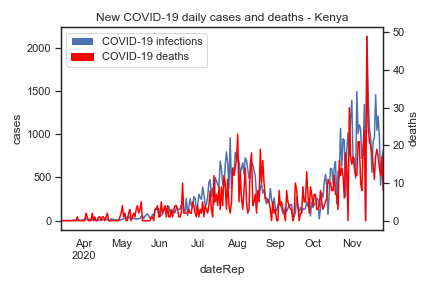 New COVID-19 daily cases and deaths - Kenya
COVID-19 infections
COVID-19 deaths
cases
2000
1500
1000
500
0
deaths
50
40
30
20
10
0
Apr May Jun Jul Aug Sep Oct Nov
2020
dateRep